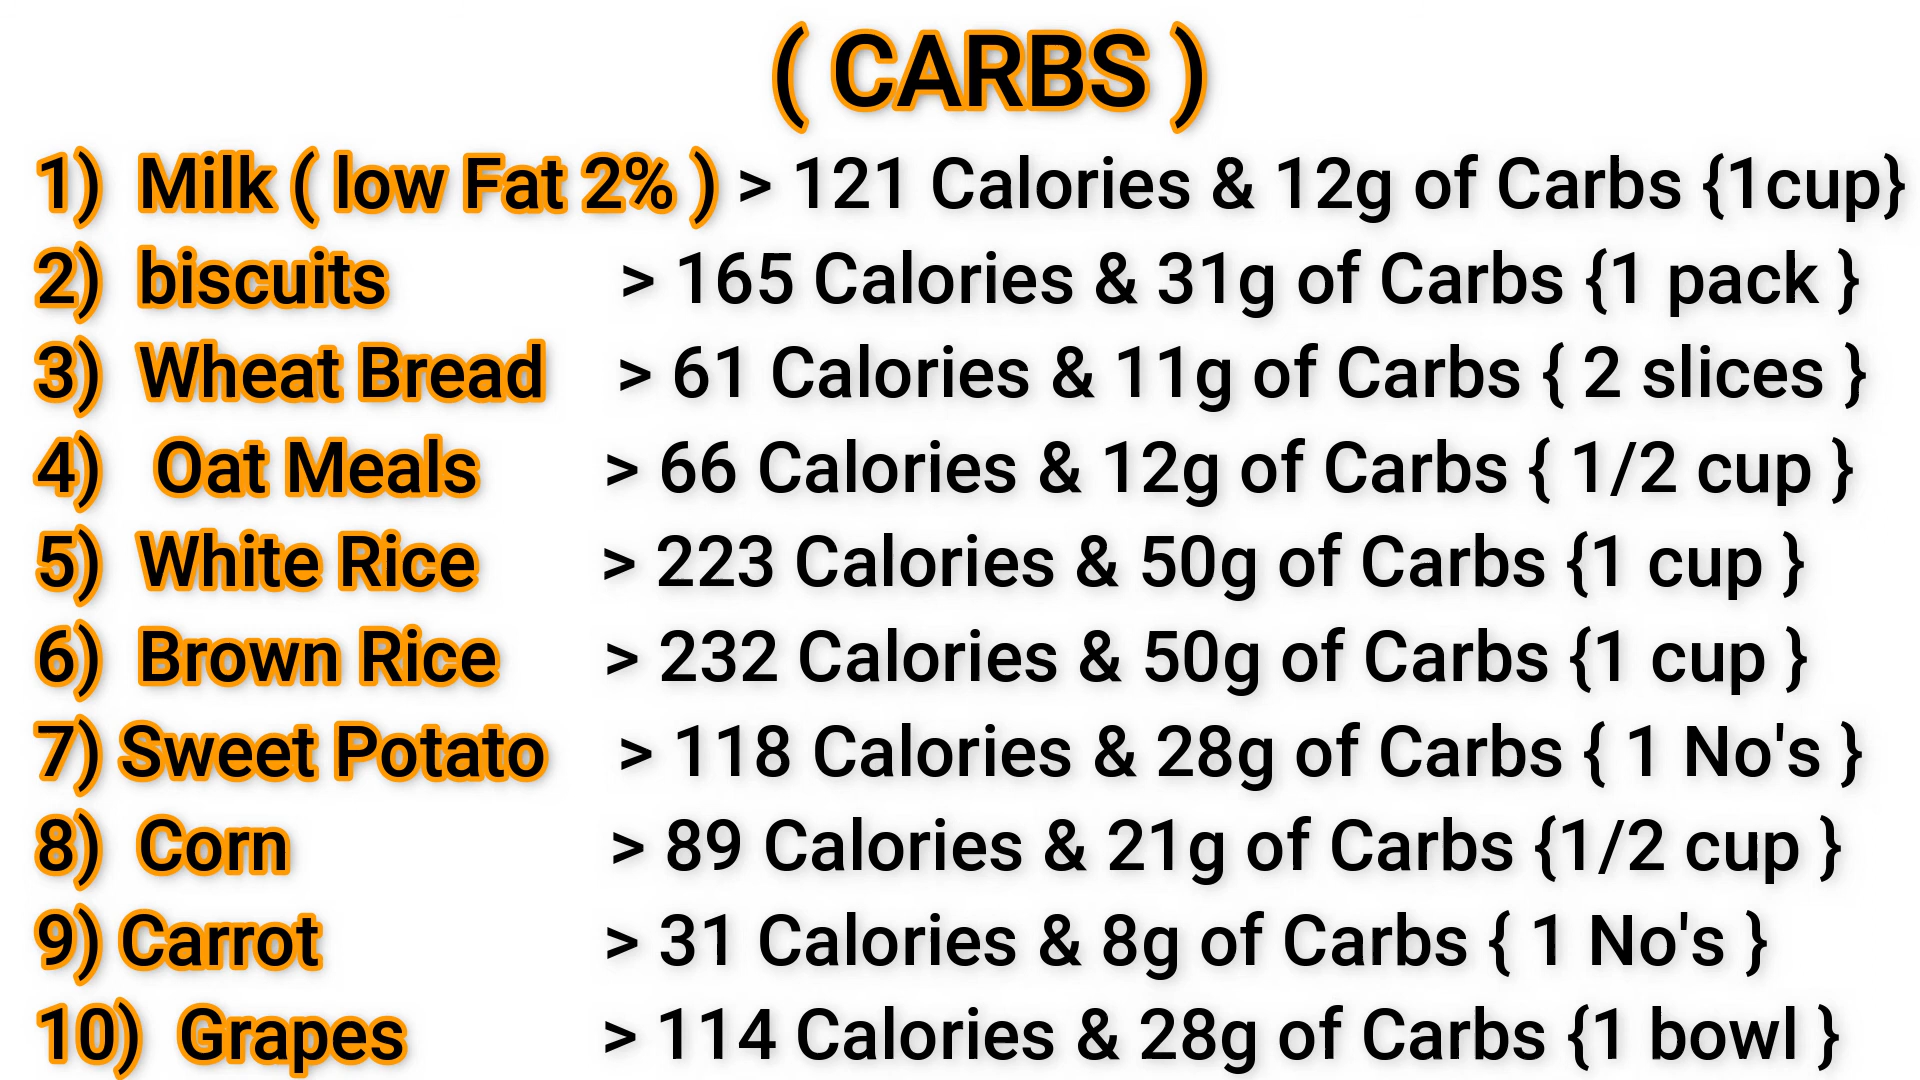 ( CARBS )
1) Milk ( low Fat 2% ) > 121 Calories & 12g of Carbs {1cup}
2) biscuits > 165 Calories & 31g of Carbs {1 pack }
3) Wheat Bread > 61 Calories & 11g of Carbs { 2 slices }
4) Oat Meals > 66 Calories & 12g of Carbs { 1/2 cup }
5) White Rice > 223 Calories & 50g of Carbs {1 cup }
6) Brown Rice > 232 Calories & 50g of Carbs {1 cup }
7) Sweet Potato > 118 Calories & 28g of Carbs { 1 No's }
8) Corn > 89 Calories & 21g of Carbs {1/2 cup }
9) Carrot > 31 Calories & 8g of Carbs { 1 No's }
10) Grapes > 114 Calories & 28g of Carbs {1 bowl }